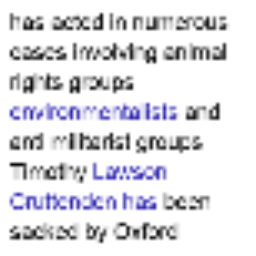 has acted in numerous
cases involving animal
rights groups
environmentalists and
anti militarist groups
Timothy Lawson
Cruttenden has been
sacked by Oxford